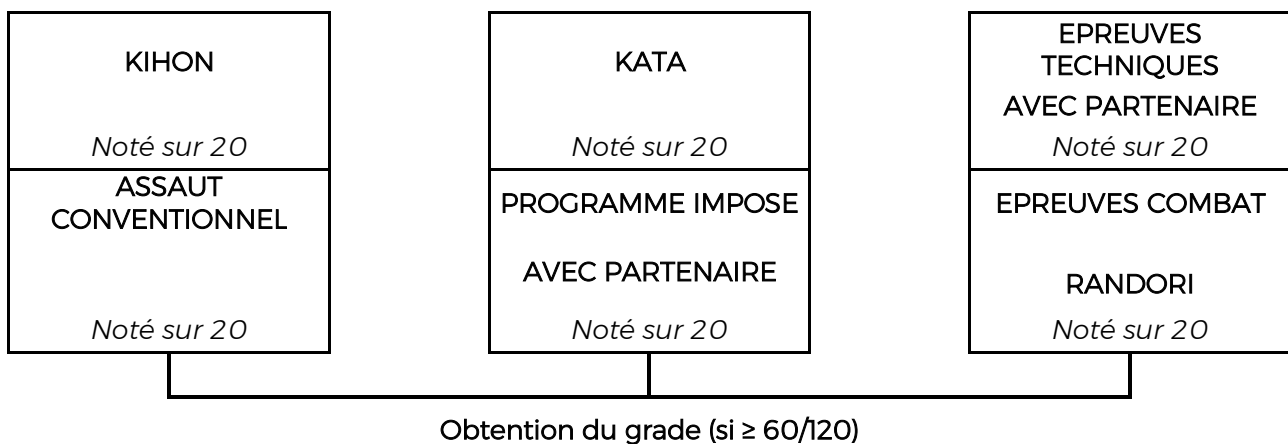 KIHON
Noté sur 20
ASSAUT
CONVENTIONNEL
Noté sur 20
KATA
Noté sur 20
PROGRAMME IMPOSE
AVEC PARTENAIRE
Noté sur 20
EPREUVES
TECHNIQUES
AVEC PARTENAIRE
Noté sur 20
EPREUVES COMBAT
RANDORI
Noté sur 20
Obtention du grade (si ≥ 60/120)